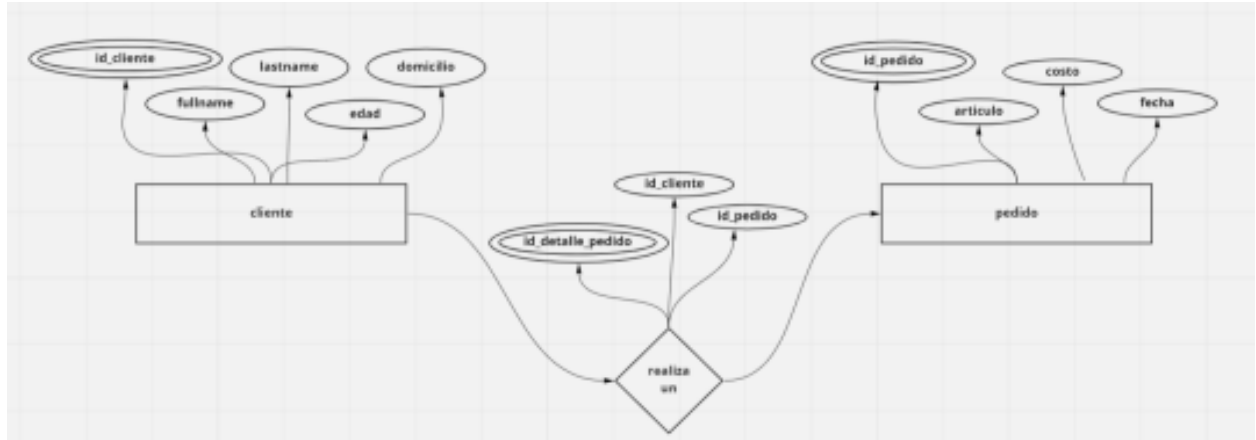 id_cliente
lastname
domicilio
fullname
edad
cliente
id_cliente
id_pedido
id_detalle_pedido
realiza
un
id_pedido
costo
articulo
fecha
pedido